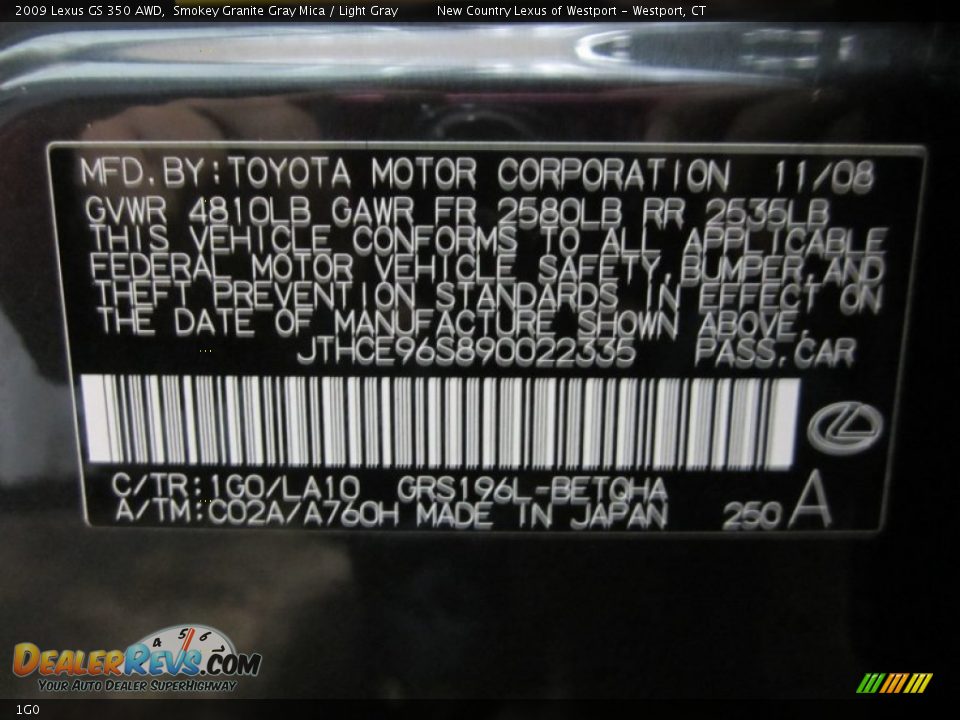 2009 Lexus GS 350 AWD, Smokey Granite Gray Mica / Light Gray New Country Lexus of Westport - Westport, CT
MFD. BY: TOYOTA MOTOR CORPORATION 11/08
GVWR 4810LB GAWR FR 2580LB RR 2535LB
THIS VEHICLE CONFORMS TO ALL APPLICABLE
FEDERAL MOTOR VEHICLE SAFETY, BUMPER, AND
THEFT PREVENTION STANDARDS IN EFFECT ON
THE DATE OF MANUFACTURE SHOWN ABOVE.
JTHCE96S890022335 PASS. CAR
C/TR: 1G0/LA10 GRS196L-BETQHA
A/TM: C02A/A760H MADE IN JAPAN 250 A
4 5 6
DEALERREVS.COM
YOUR AUTO DEALER SUPERHIGHWAY
1G0